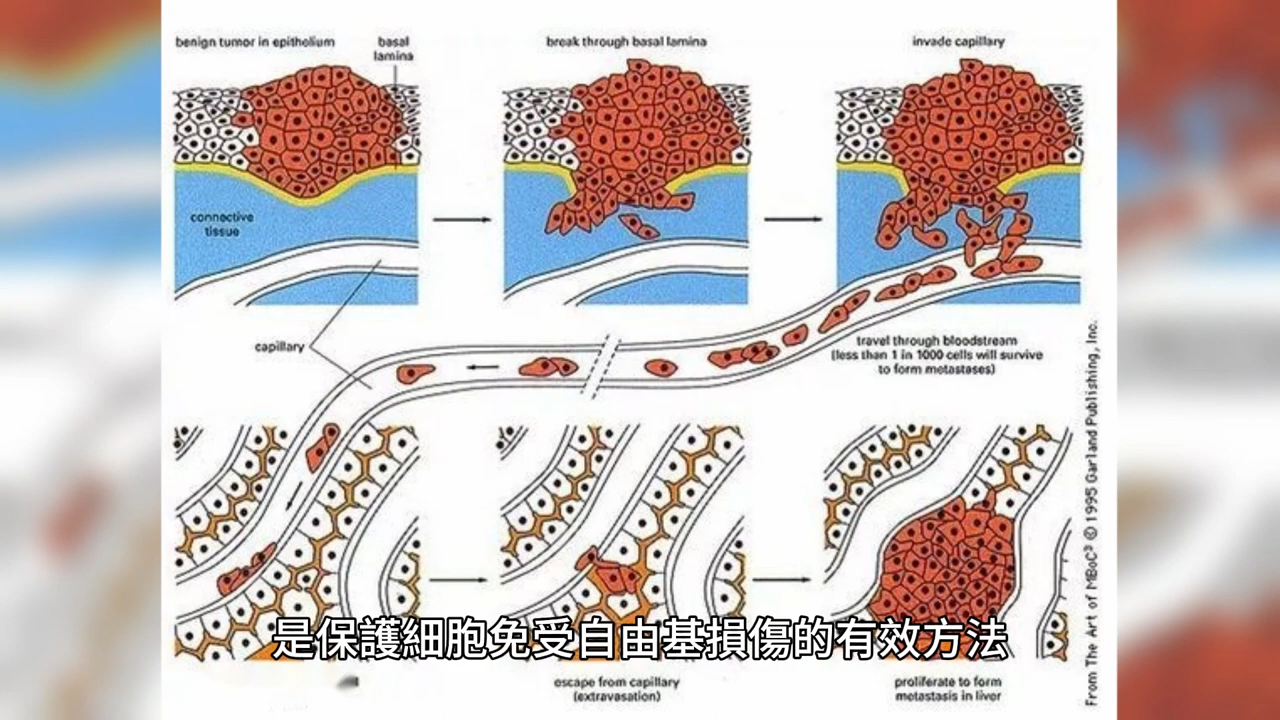 benign tumor in epithelium
basal
lamina
break through basal lamina
invade capillary
connective
tissue
capillary
travel through bloodstream
(less than 1 in 1000 cells will survive
to form metastases)
From The Art of MBoC³ © 1995 Garland Publishing, Inc.
是保護細胞免受自由基損傷的有效方法
escape from capillary
(extravasation)
proliferate to form
metastasis in liver